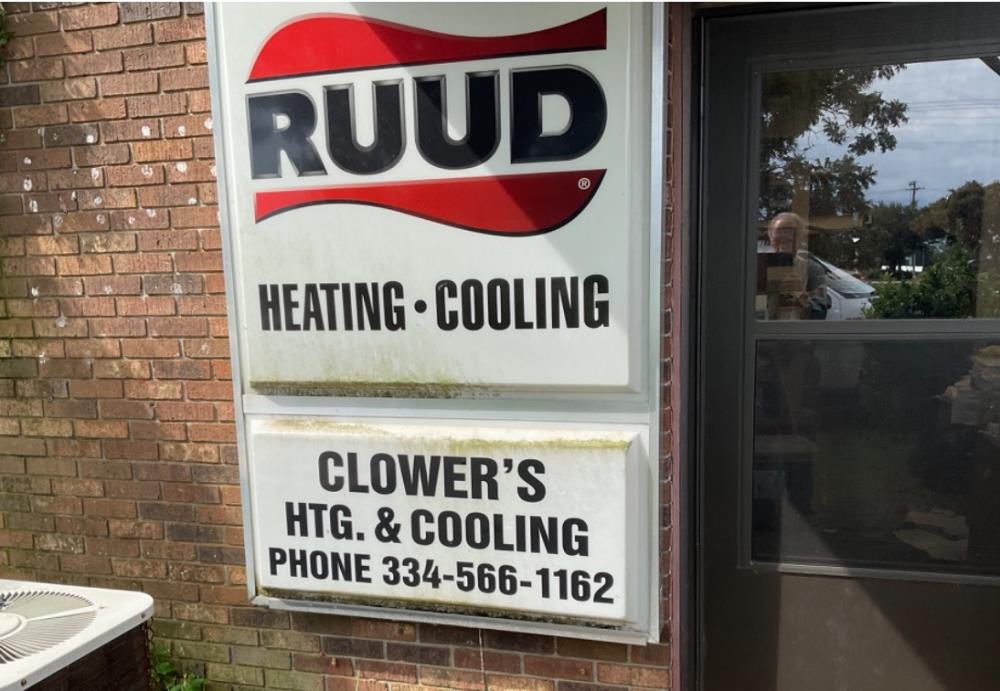 RUUD
®
HEATING • COOLING
CLOWER'S
HTG. & COOLING
PHONE 334-566-1162